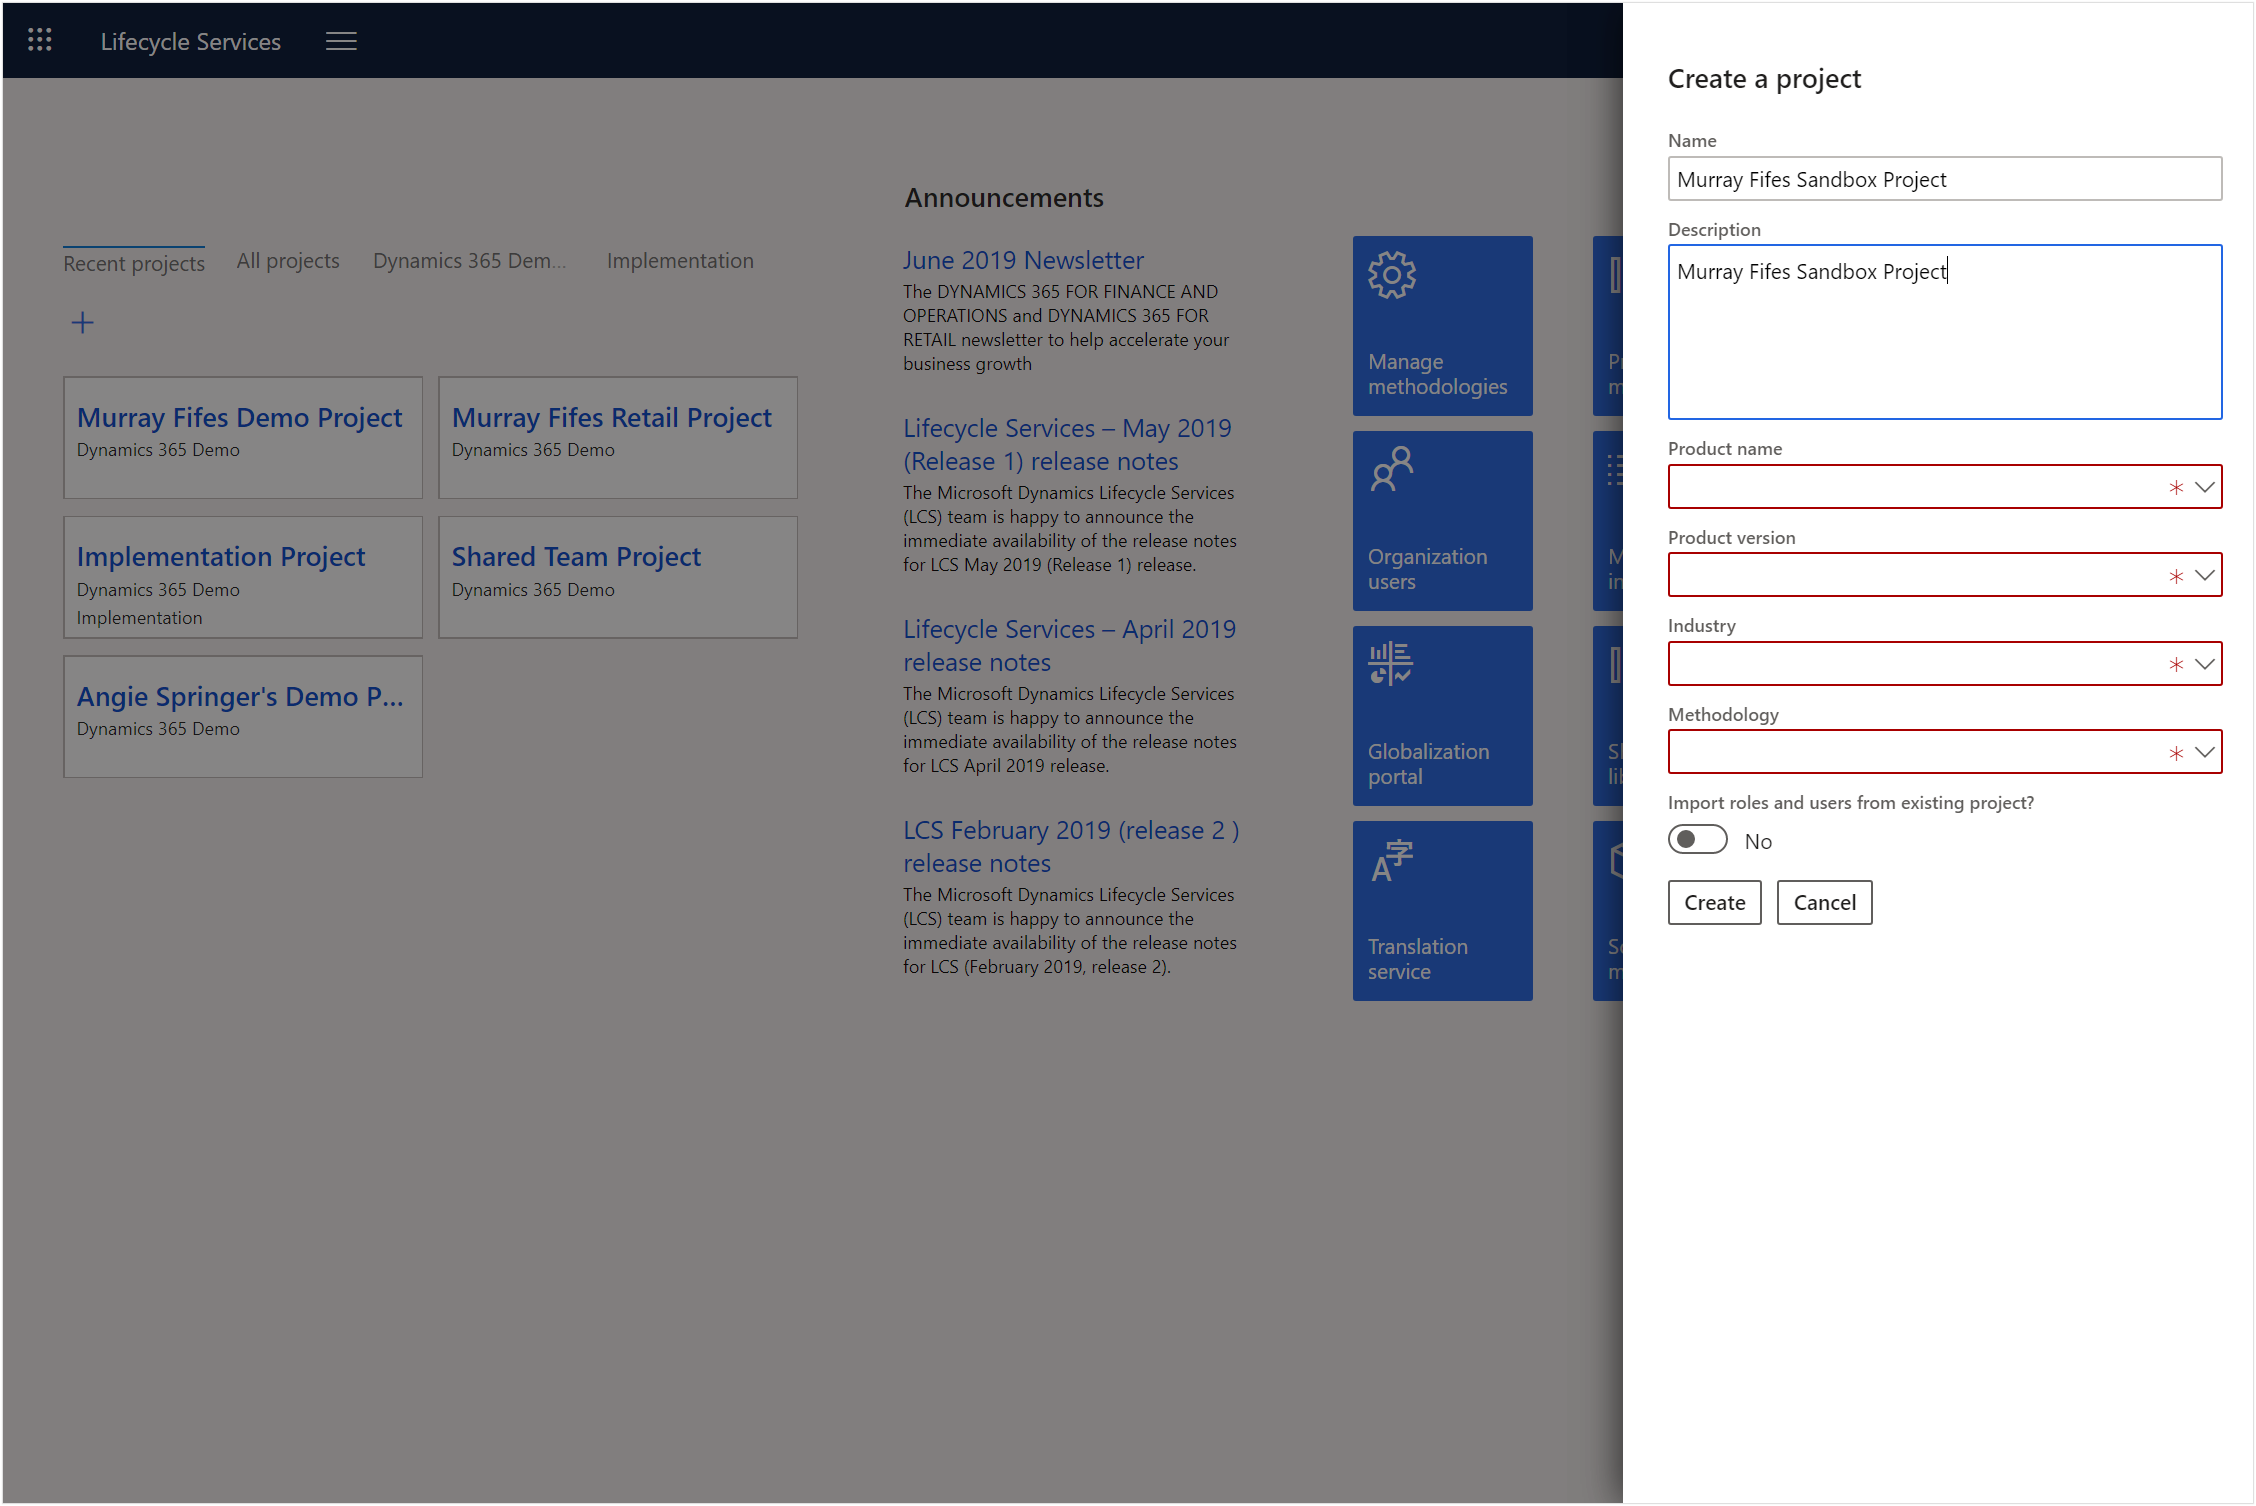 Lifecycle Services
Recent projects
All projects
Dynamics 365 Dem...
Implementation
Murray Fifes Demo Project
Dynamics 365 Demo
Murray Fifes Retail Project
Dynamics 365 Demo
Implementation Project
Dynamics 365 Demo
Implementation
Shared Team Project
Dynamics 365 Demo
Angie Springer's Demo P...
Dynamics 365 Demo
Announcements
June 2019 Newsletter
The DYNAMICS 365 FOR FINANCE AND
OPERATIONS and DYNAMICS 365 FOR
RETAIL newsletter to help accelerate your
business growth
Lifecycle Services – May 2019
(Release 1) release notes
The Microsoft Dynamics Lifecycle Services
(LCS) team is happy to announce the
immediate availability of the release notes
for LCS May 2019 (Release 1) release.
Lifecycle Services – April 2019
release notes
The Microsoft Dynamics Lifecycle Services
(LCS) team is happy to announce the
immediate availability of the release notes
for LCS April 2019 release.
LCS February 2019 (release 2 )
release notes
The Microsoft Dynamics Lifecycle Services
(LCS) team is happy to announce the
immediate availability of the release notes
for LCS (February 2019, release 2).
Manage
methodologies
Organization
users
Globalization
portal
A字
Translation
service
Create a project
Name
Murray Fifes Sandbox Project
Description
Murray Fifes Sandbox Project
Product name
*
Product version
*
Industry
*
Methodology
*
Import roles and users from existing project?
No
Create
Cancel